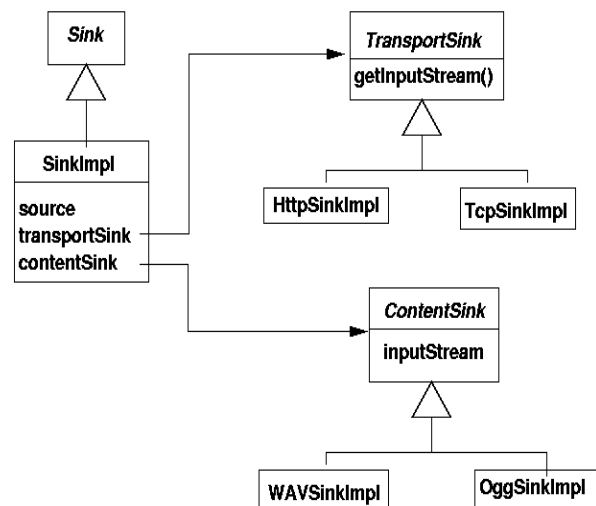 Sink
TransportSink
getInputStream()
SinkImpl
source
transportSink
contentSink
HttpSinkImpl
TcpSinkImpl
ContentSink
inputStream
WAVSinkImpl
OggSinkImpl